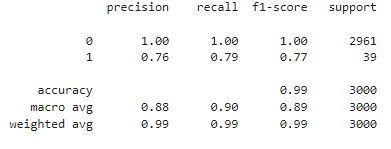 precision recall f1-score support
0 1.00 1.00 1.00 2961
1 0.76 0.79 0.77 39
accuracy 0.99 3000
macro avg 0.88 0.90 0.89 3000
weighted avg 0.99 0.99 0.99 3000